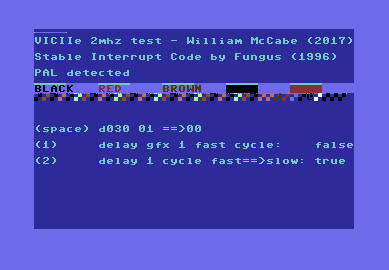 VICIIe 2mhz test - William McCabe (2017)
Stable Interrupt Code by Fungus (1996)
PAL detected
BLACK RED BROWN
(space) d030 01 ==>00
(1) delay gfx 1 fast cycle: false
(2) delay 1 cycle fast==>slow: true